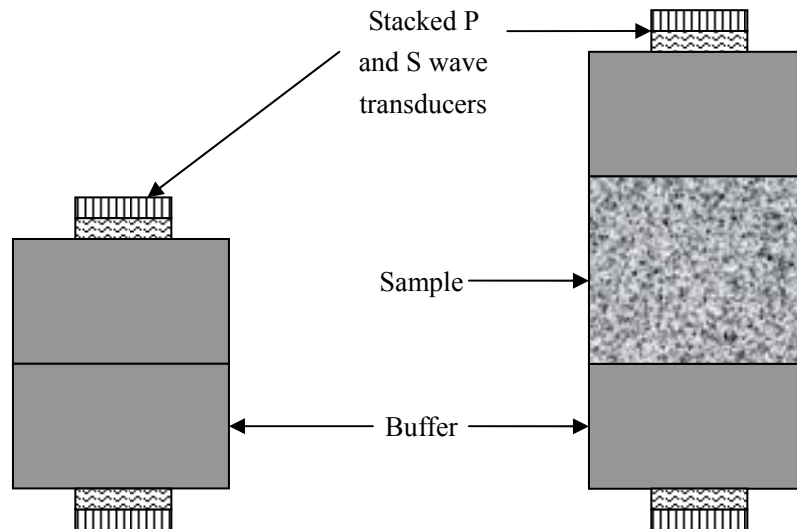 Stacked P
and S wave
transducers
Sample
Buffer